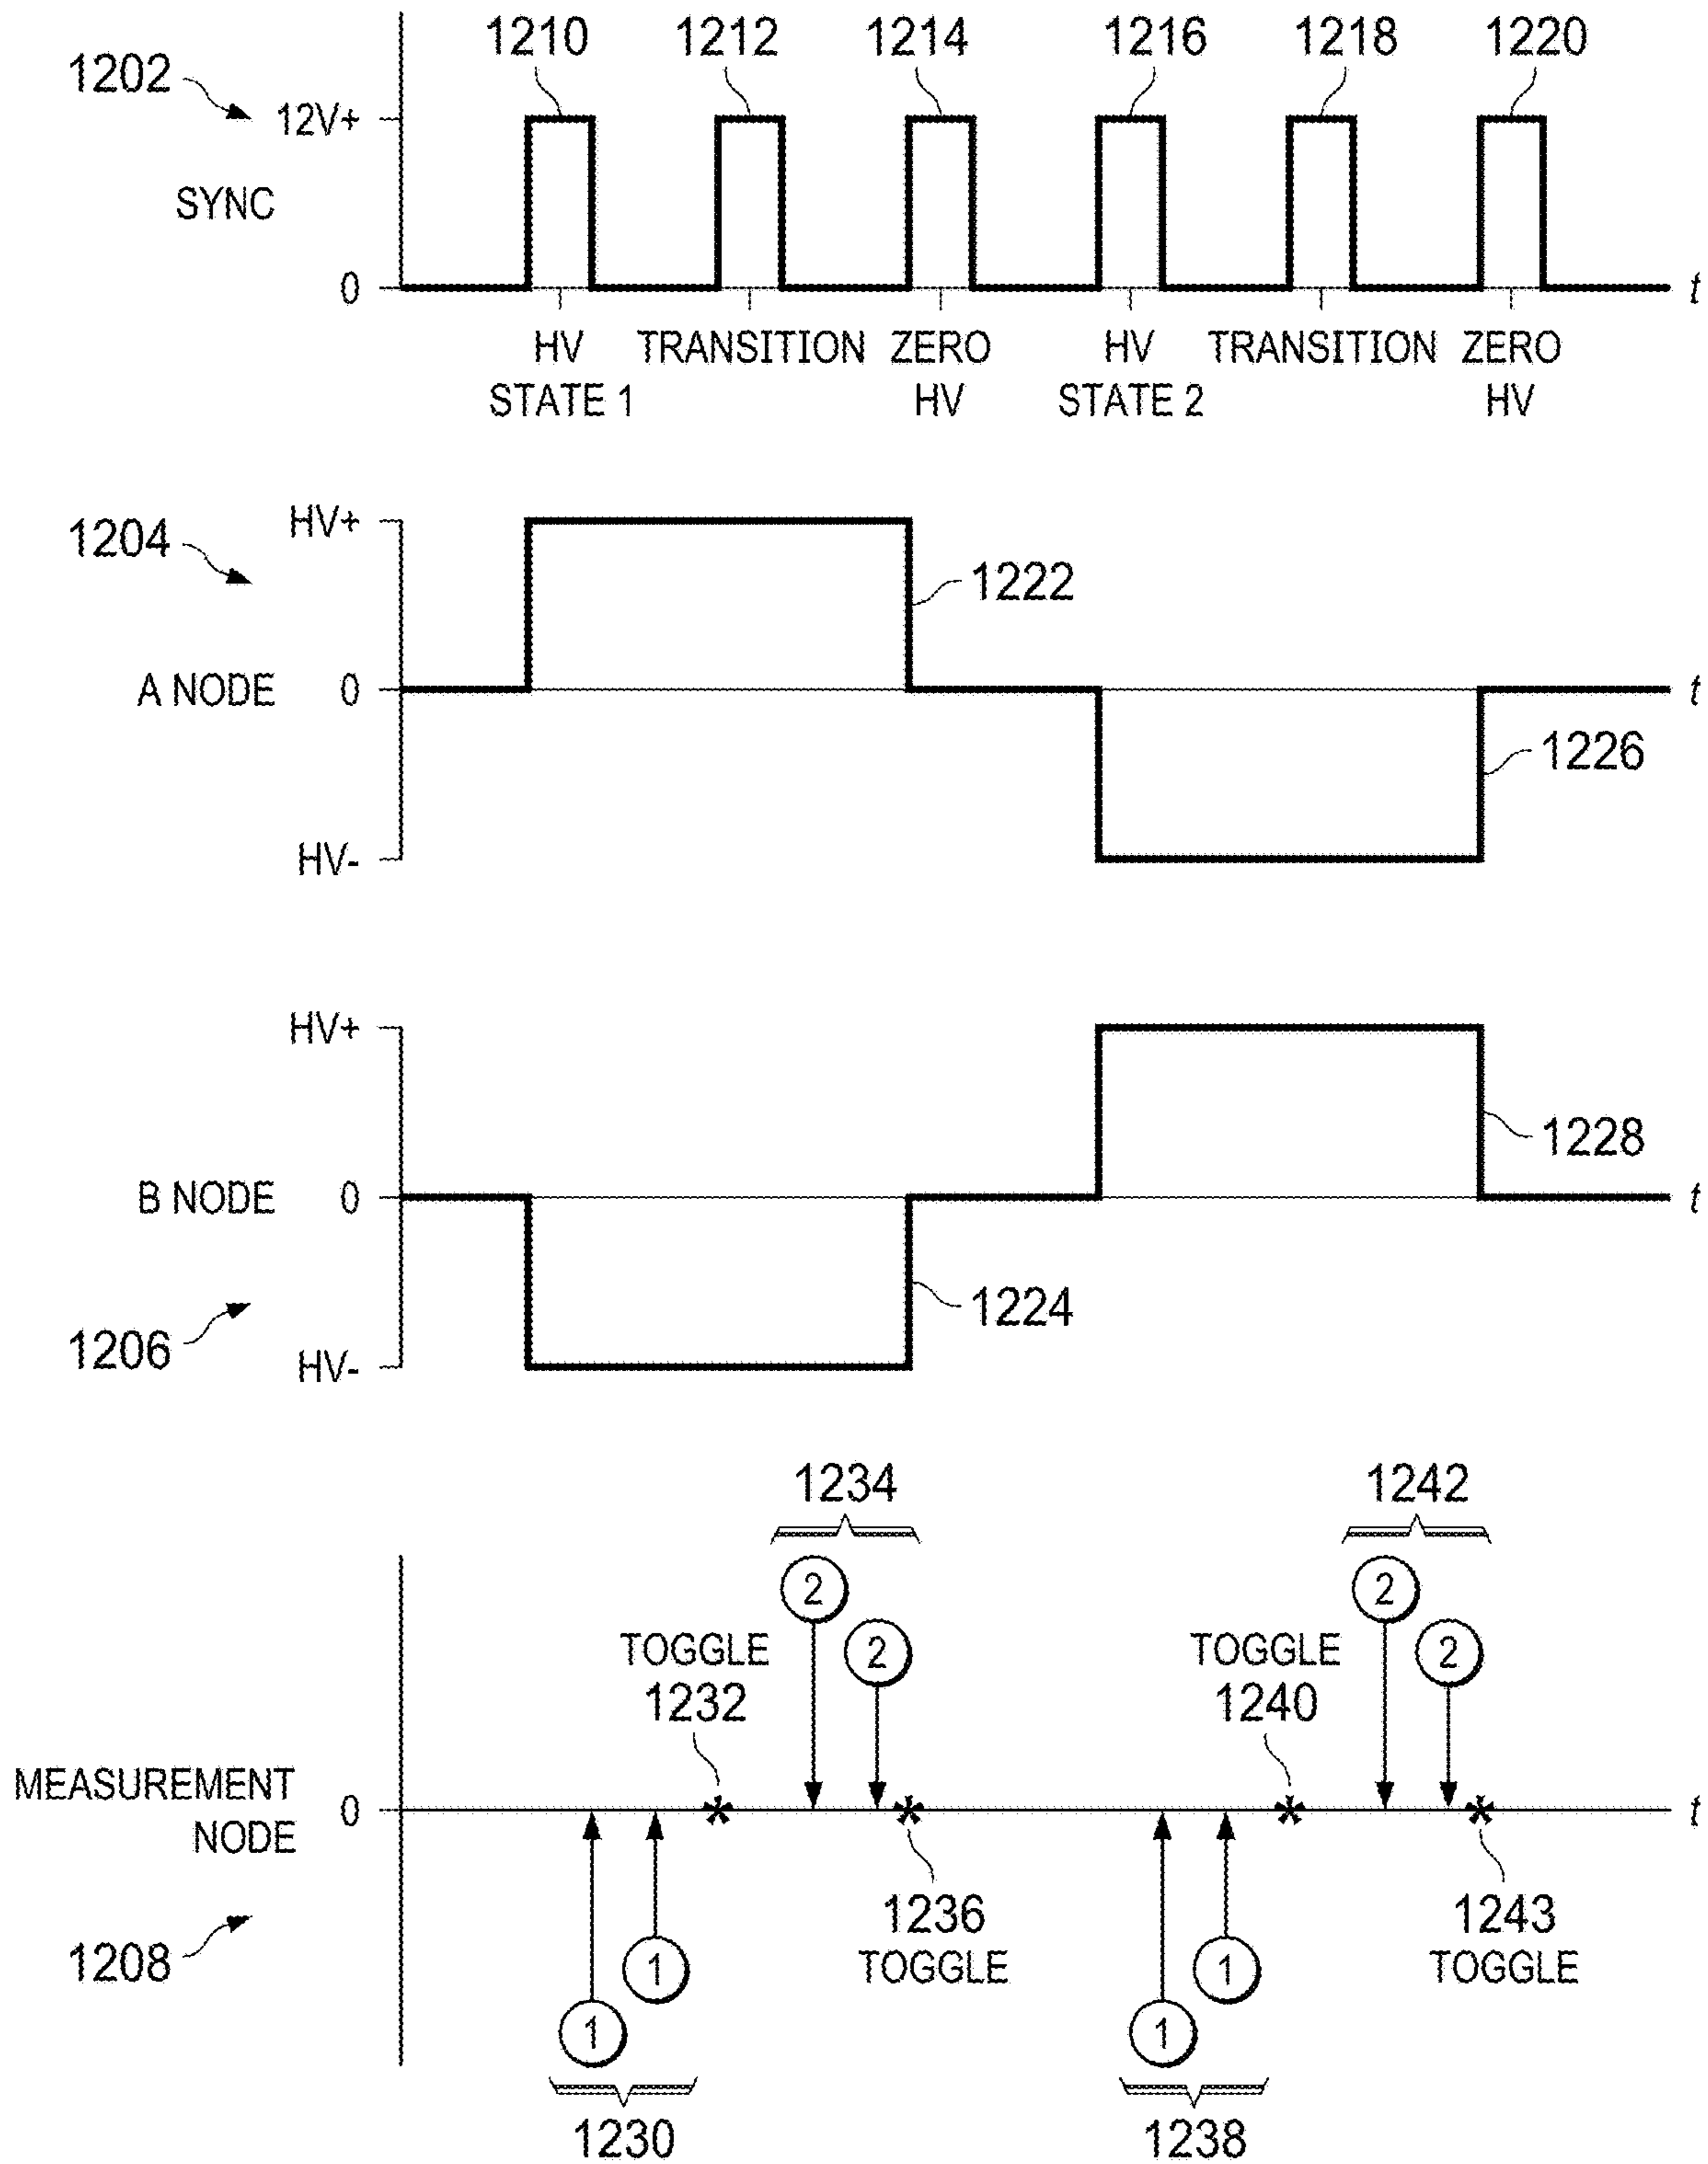 1210 1212 1214 1216 1218 1220
1202
12V+
SYNC
0
t
HV STATE 1
TRANSITION
ZERO HV
HV STATE 2
TRANSITION
ZERO HV
1204
HV+
1222
A NODE
0
t
1226
HV-
HV+
1228
B NODE
0
t
1224
1206
HV-
1234
1242
2
2
2
2
TOGGLE
1232
TOGGLE
1240
MEASUREMENT
NODE
0
t
1236
TOGGLE
1243
TOGGLE
1208
1
1
1
1
1230
1238